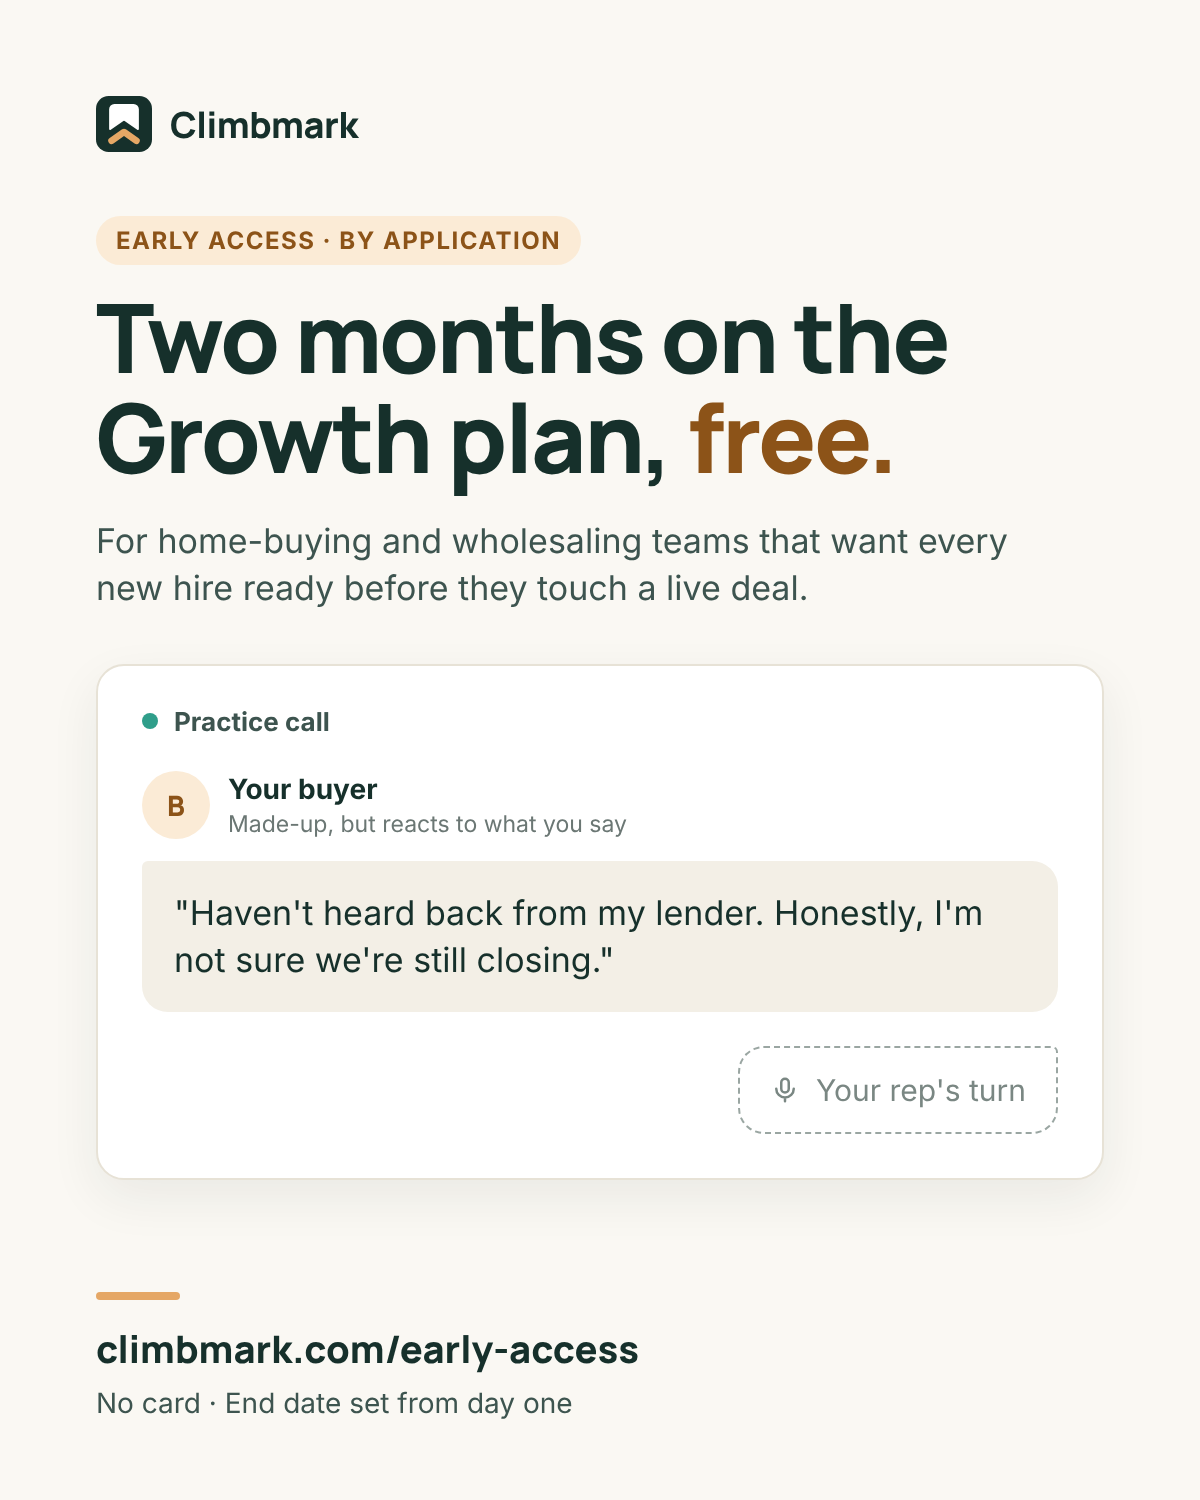 Climbmark
EARLY ACCESS · BY APPLICATION
Two months on the
Growth plan, free.
For home-buying and wholesaling teams that want every
new hire ready before they touch a live deal.
Practice call
B
Your buyer
Made-up, but reacts to what you say
"Haven't heard back from my lender. Honestly, I'm
not sure we're still closing."
Your rep's turn
climbmark.com/early-access
No card · End date set from day one